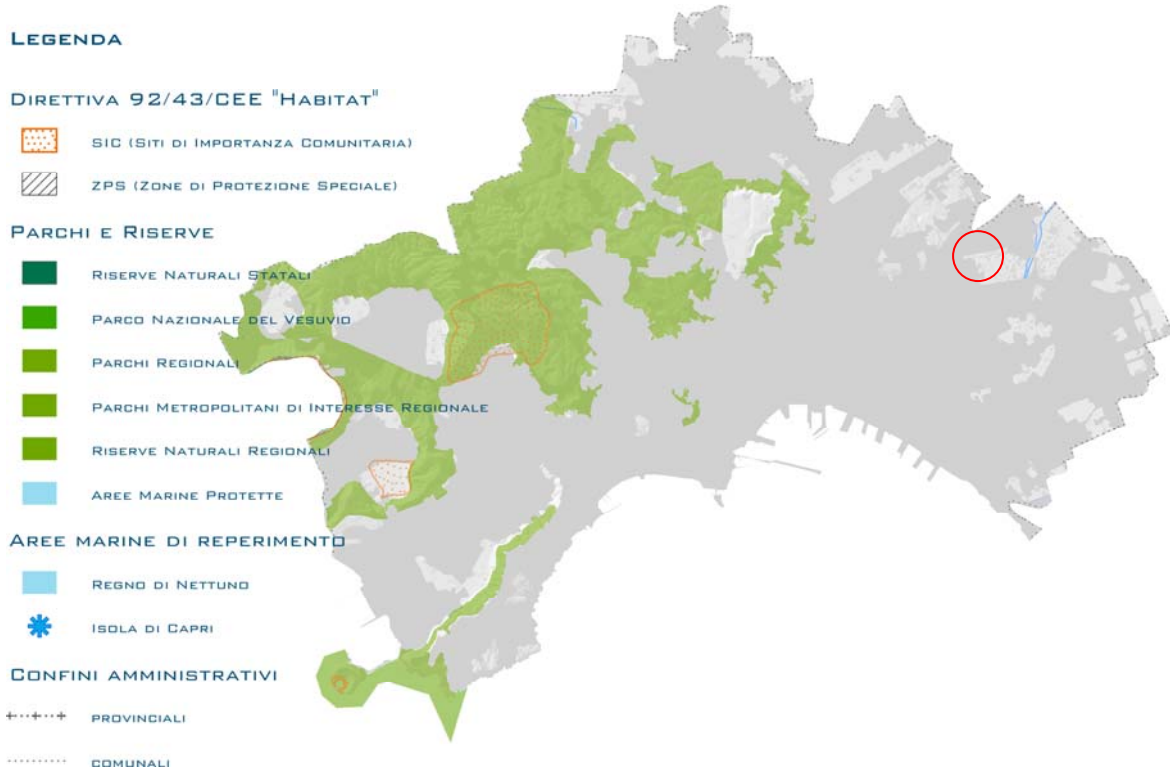 LEGENDA
DIRETTIVA 92/43/CEE "HABITAT"
SIC (SITI DI IMPORTANZA COMUNITARIA)
ZPS (ZONE DI PROTEZIONE SPECIALE)
PARCHI E RISERVE
RISERVE NATURALI STATALI
PARCO NAZIONALE DEL VESUVIO
PARCHI REGIONALI
PARCHI METROPOLITANI DI INTERESSE REGIONALE
RISERVE NATURALI REGIONALI
AREE MARINE PROTETTE
AREE MARINE DI REPERIMENTO
REGNO DI NETTUNO
ISOLA DI CAPRI
CONFINI AMMINISTRATIVI
PROVINCIALI
COMUNALI